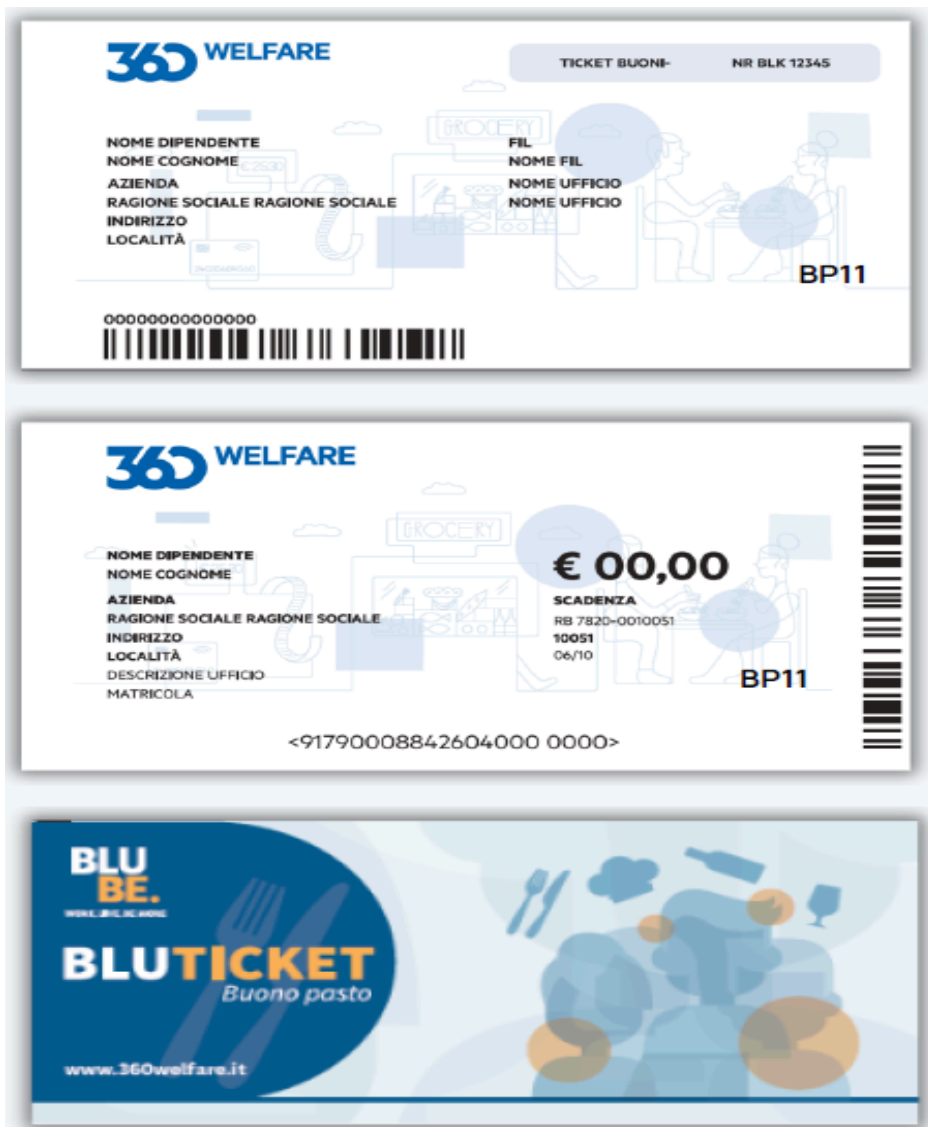 360 WELFARE
TICKET BUONI- NR BLK 12345
GROCERY
NOME DIPENDENTE FIL
NOME COGNOME NOME FIL
€2530
AZIENDA NOME UFFICIO
RAGIONE SOCIALE RAGIONE SOCIALE NOME UFFICIO
INDIRIZZO
LOCALITÀ
BP11
00000000000000
360 WELFARE
GROCERY
NOME DIPENDENTE
NOME COGNOME
€ 00,00
AZIENDA SCADENZA
RAGIONE SOCIALE RAGIONE SOCIALE RB 7820-0010051
INDIRIZZO 10051
LOCALITÀ 06/10
DESCRIZIONE UFFICIO
MATRICOLA
BP11
<91790008842604000 0000>
BLU
BE.
BLUTICKET
Buono pasto
www.360welfare.it